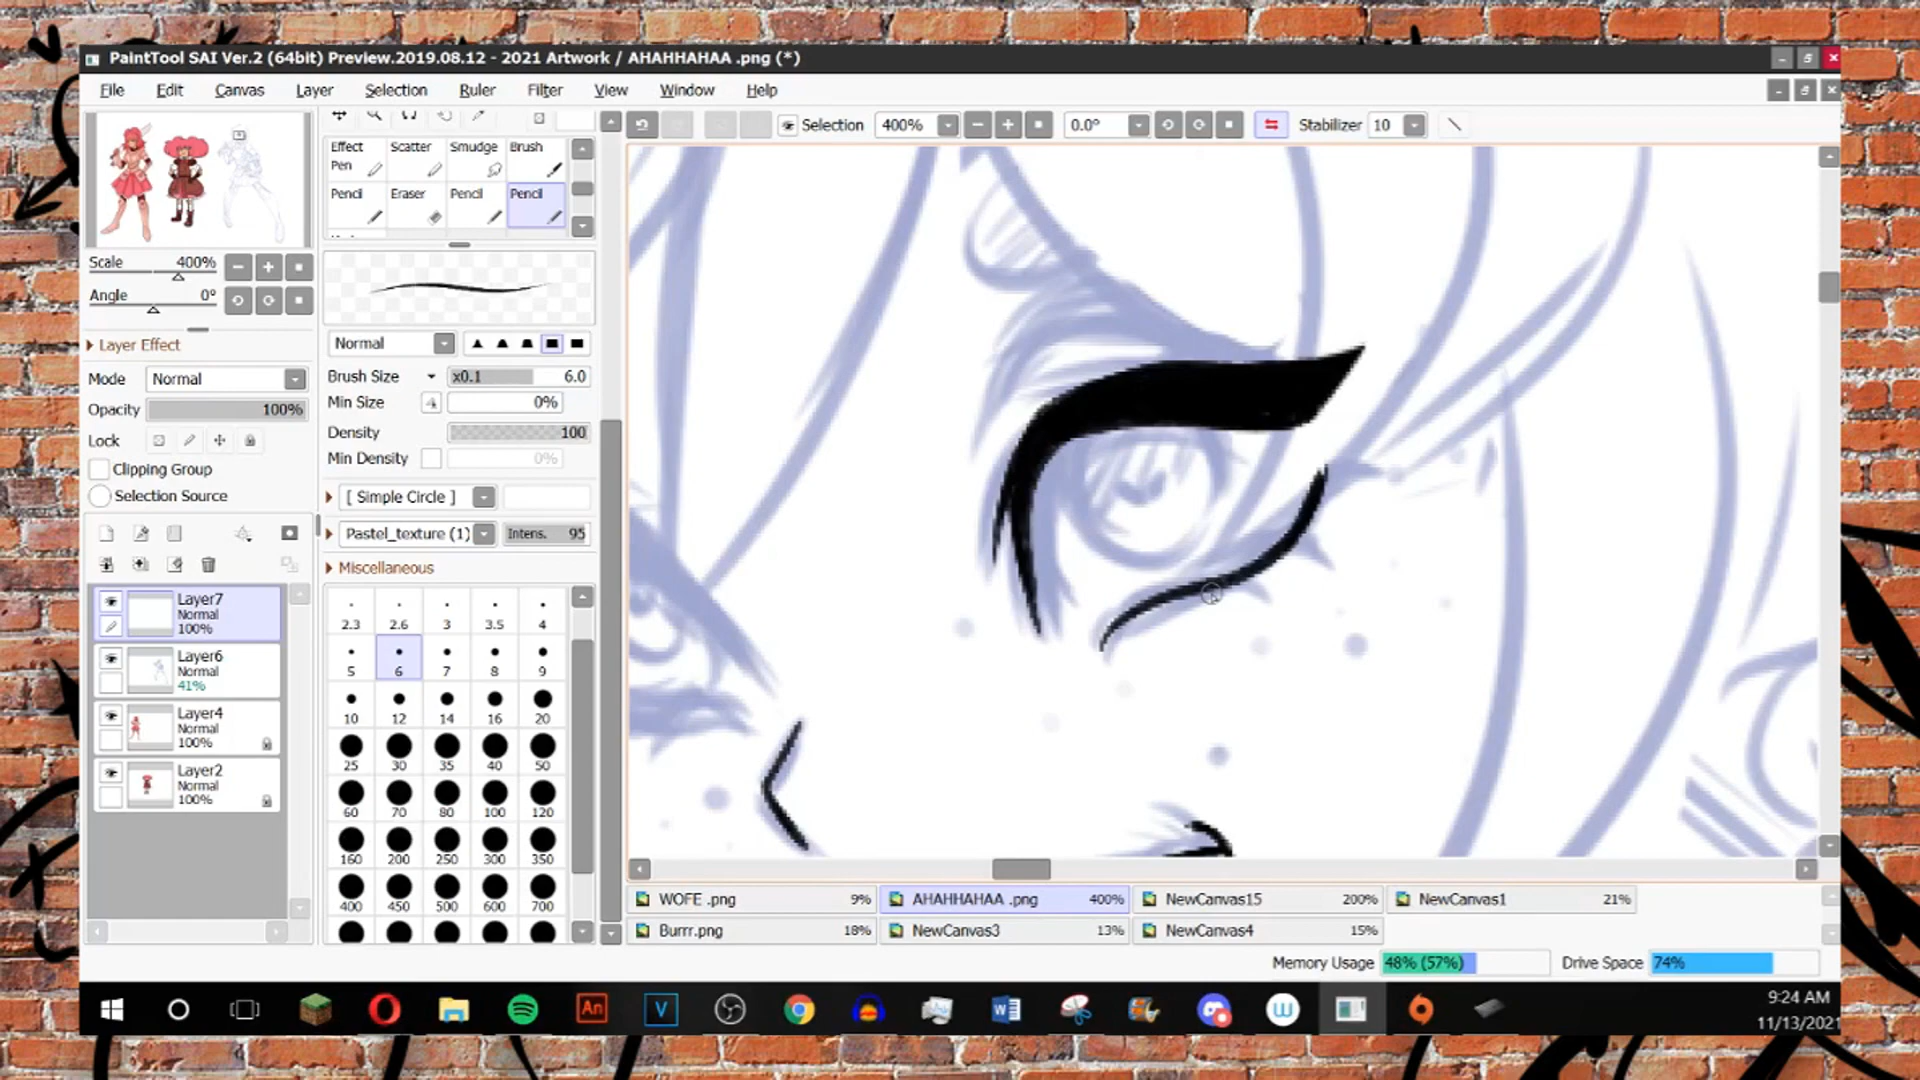 PaintTool SAI Ver.2 (64bit) Preview.2019.08.12 - 2021 Artwork / AHAHHAHAA .png (*)
File Edit Canvas Layer Selection Ruler Filter View Window Help
Selection 400% 0.0° Stabilizer 10
Effect Pen Scatter Smudge Brush
Pencil Eraser Pencil Pencil
Scale 400%
Angle 0°
Layer Effect
Mode Normal
Opacity 100%
Lock
Clipping Group
Selection Source
Layer7
Normal
100%
Layer6
Normal
41%
Layer4
Normal
100%
Layer2
Normal
100%
Normal
Brush Size x0.1 6.0
Min Size 0%
Density 100
Min Density 0%
[ Simple Circle ]
Pastel_texture (1) Intens. 95
Miscellaneous
2.3 2.6 3 3.5 4
5 6 7 8 9
10 12 14 16 20
25 30 35 40 50
60 70 80 100 120
160 200 250 300 350
400 450 500 600 700
WOFE .png 9% AHAHHAHAA .png 400% NewCanvas15 200% NewCanvas1 21%
Burrr.png 18% NewCanvas3 13% NewCanvas4 15%
Memory Usage 48% (57%) Drive Space 74%
An V W W
9:24 AM
11/13/2021